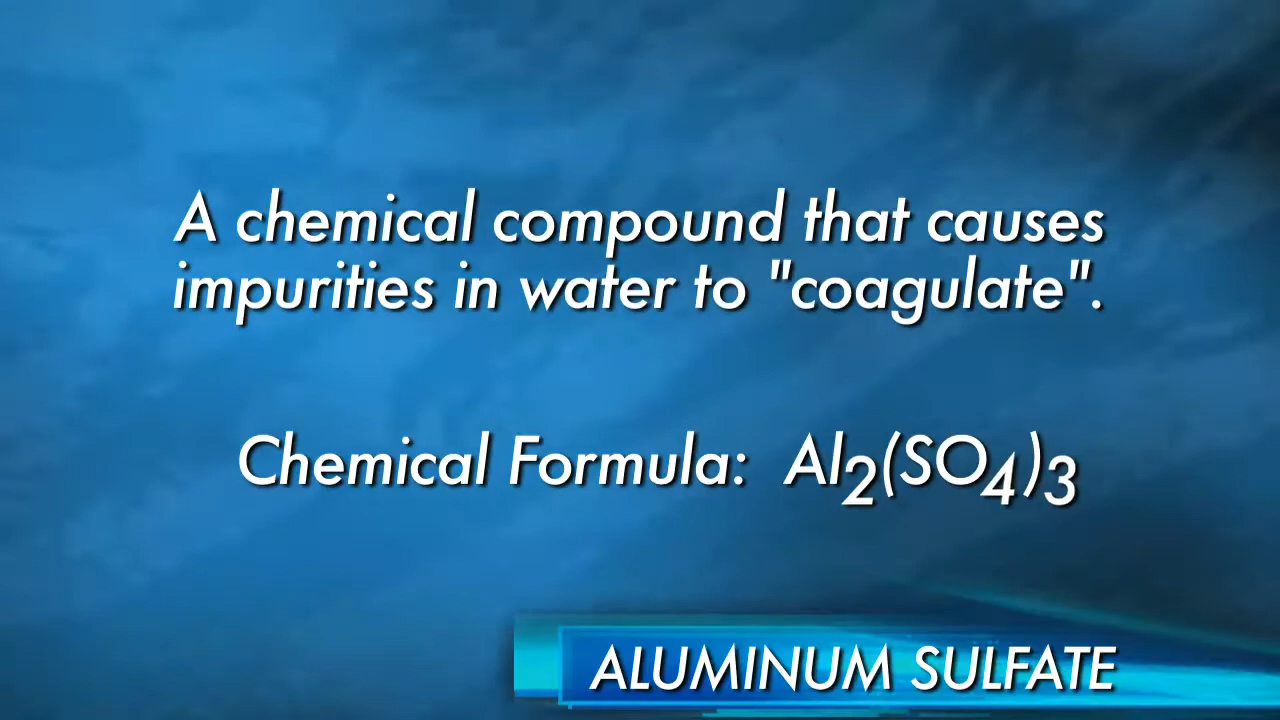 A chemical compound that causes
impurities in water to "coagulate".
Chemical Formula: Al₂(SO₄)₃
ALUMINUM SULFATE